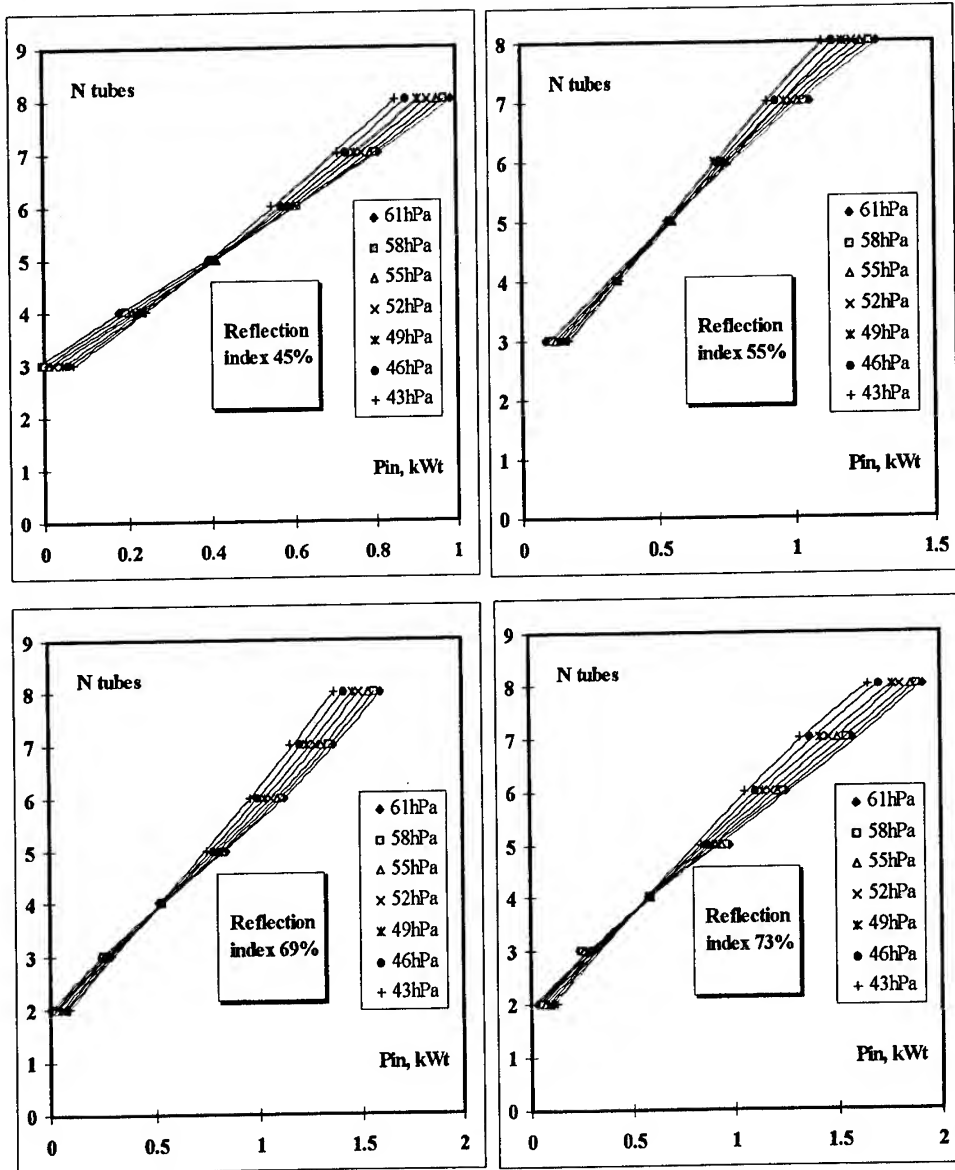 9
8
7
6
5
4
3
2
1
0
N tubes
61hPa
58hPa
55hPa
52hPa
49hPa
46hPa
43hPa
Reflection
index 45%
Pin, kWt
0 0.2 0.4 0.6 0.8 1
8
7
6
5
4
3
2
1
0
N tubes
61hPa
58hPa
55hPa
52hPa
49hPa
46hPa
43hPa
Reflection
index 55%
Pin, kWt
0 0.5 1 1.5
9
8
7
6
5
4
3
2
1
0
N tubes
61hPa
58hPa
55hPa
52hPa
49hPa
46hPa
43hPa
Reflection
index 69%
Pin, kWt
0 0.5 1 1.5 2
9
8
7
6
5
4
3
2
1
0
N tubes
61hPa
58hPa
55hPa
52hPa
49hPa
46hPa
43hPa
Reflection
index 73%
Pin, kWt
0 0.5 1 1.5 2